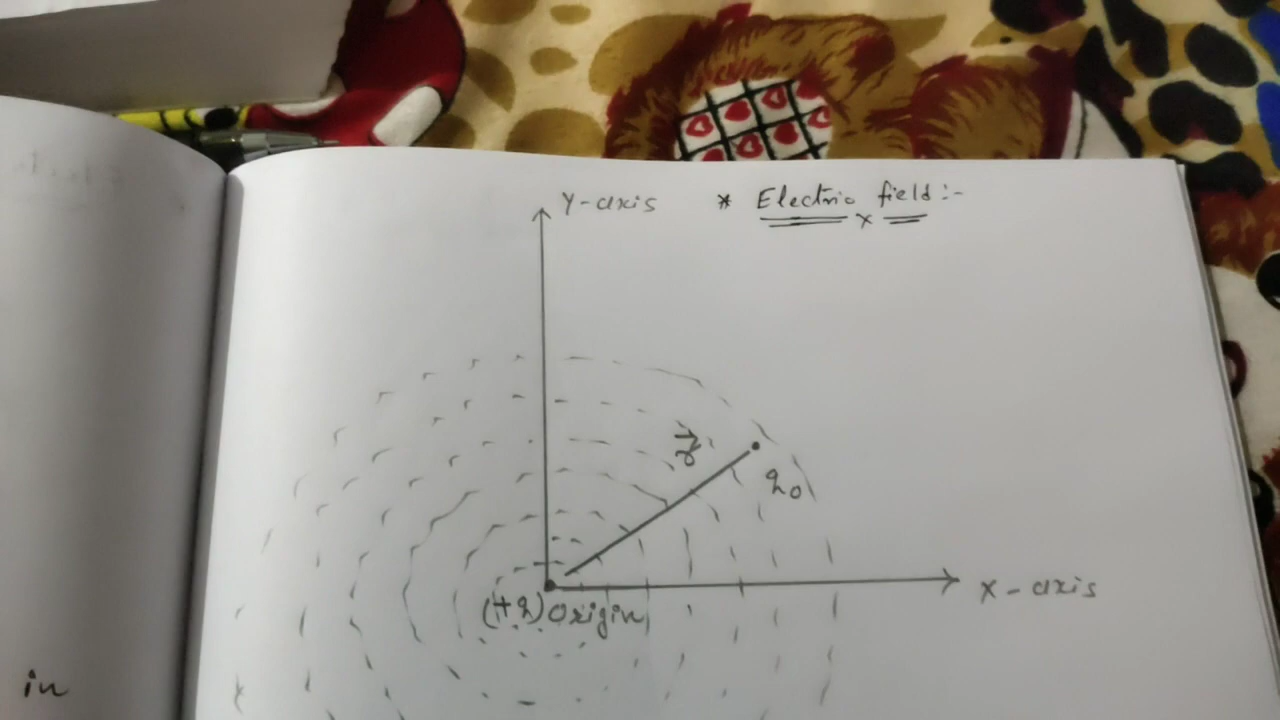 Y-axis
* Electric field :-
x
r
q₀
X-axis
(+q) origin
in